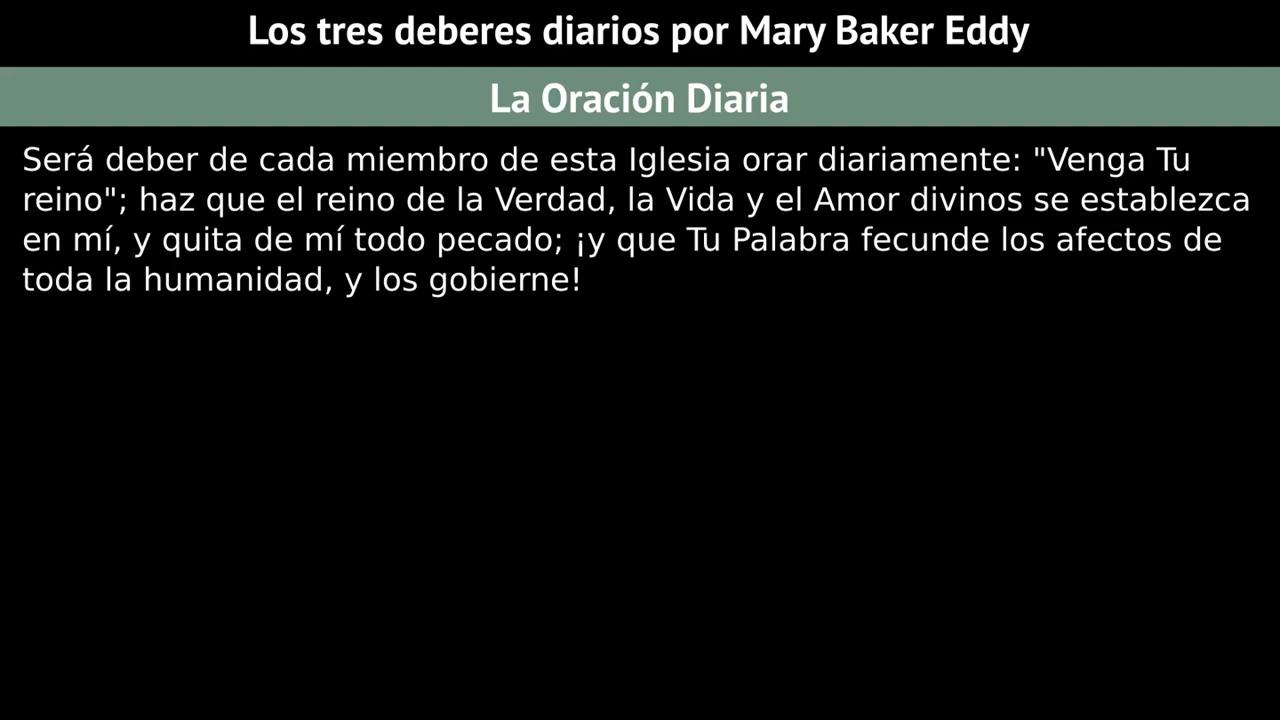 Los tres deberes diarios por Mary Baker Eddy
La Oración Diaria
Será deber de cada miembro de esta Iglesia orar diariamente: "Venga Tu
reino"; haz que el reino de la Verdad, la Vida y el Amor divinos se establezca
en mí, y quita de mí todo pecado; ¡y que Tu Palabra fecunde los afectos de
toda la humanidad, y los gobierne!